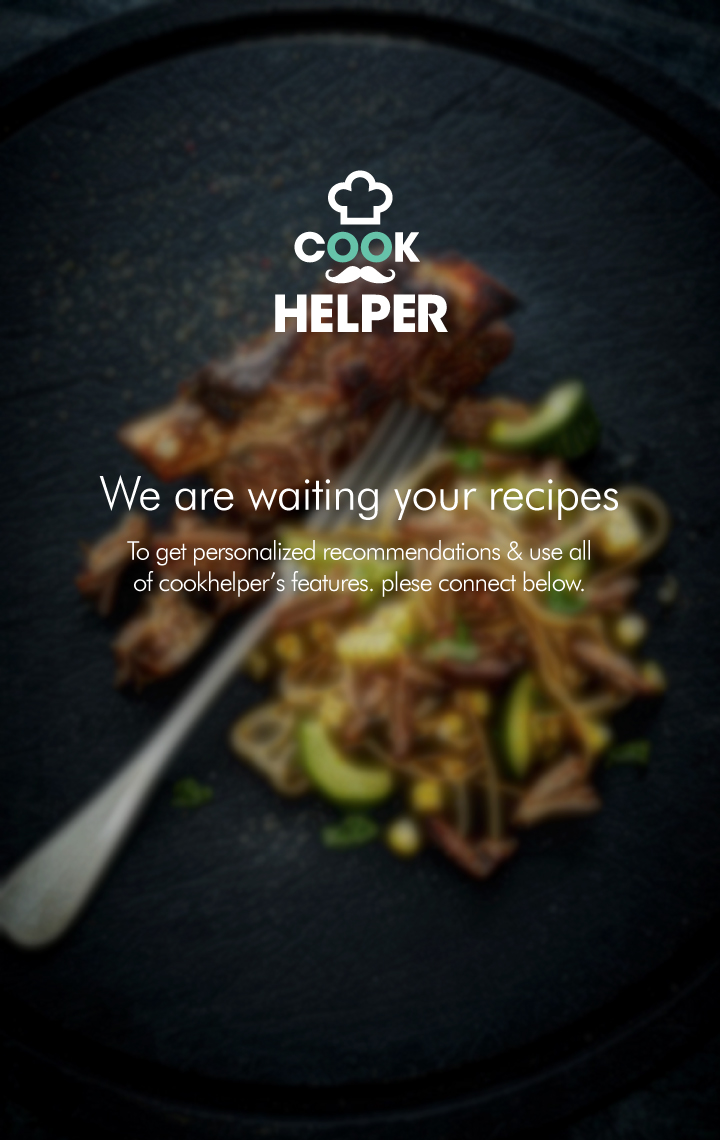 COOK
HELPER
We are waiting your recipes
To get personalized recommendations & use all
of cookhelper's features. plese connect below.